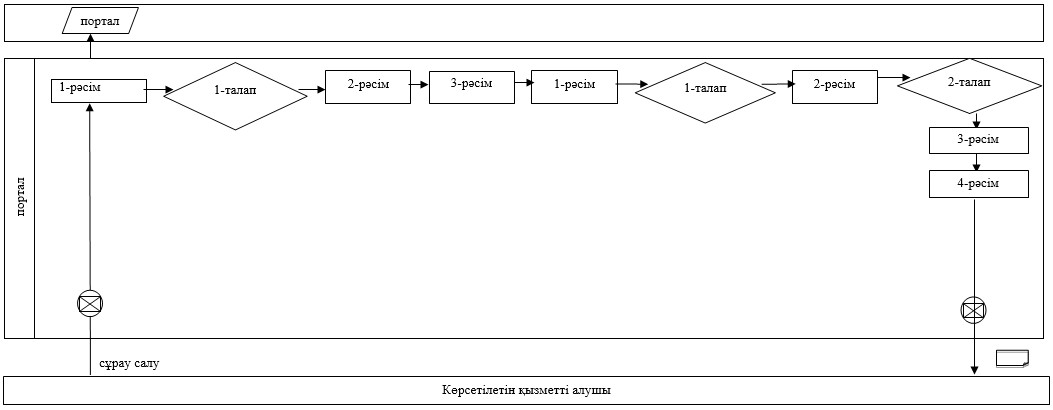 портал
портал
1-рәсім
1-талап
2-рәсім
3-рәсім
1-рәсім
1-талап
2-рәсім
2-талап
3-рәсім
4-рәсім
сұрау салу
Көрсетілетін қызметті алушы